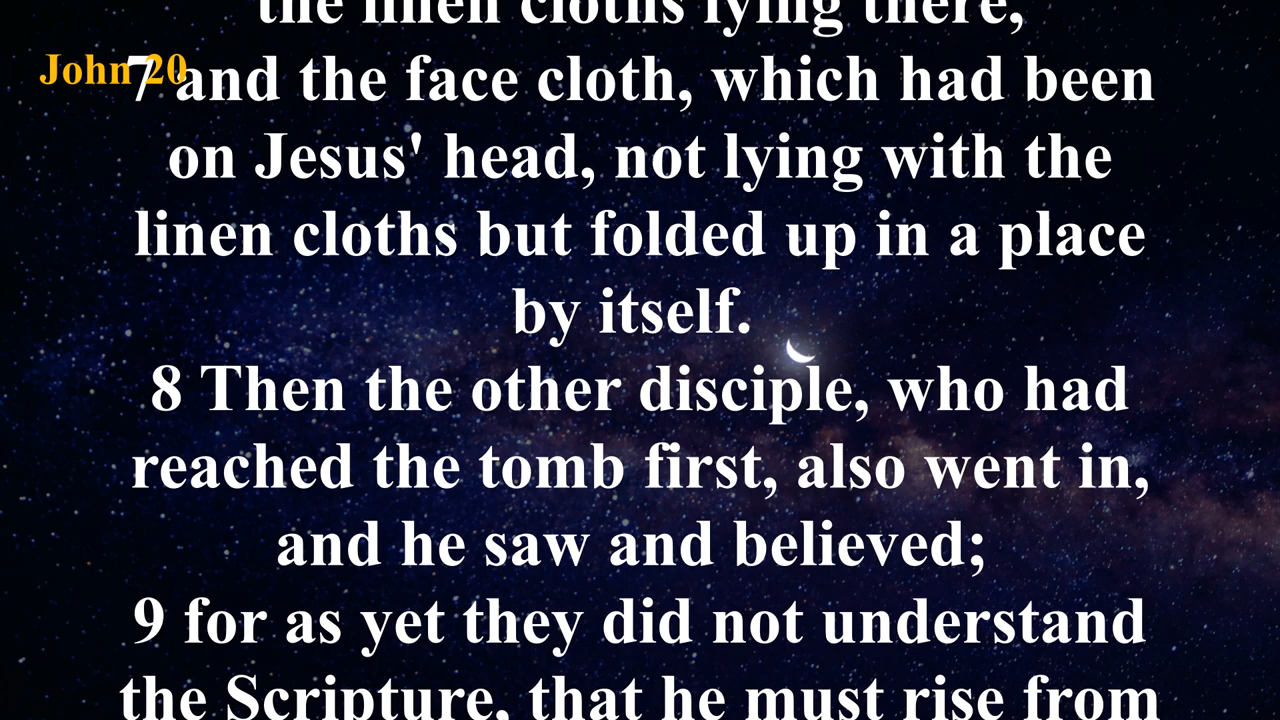 the linen cloths lying there,
John 20
7 and the face cloth, which had been
on Jesus' head, not lying with the
linen cloths but folded up in a place
by itself.
8 Then the other disciple, who had
reached the tomb first, also went in,
and he saw and believed;
9 for as yet they did not understand
the Scripture, that he must rise from